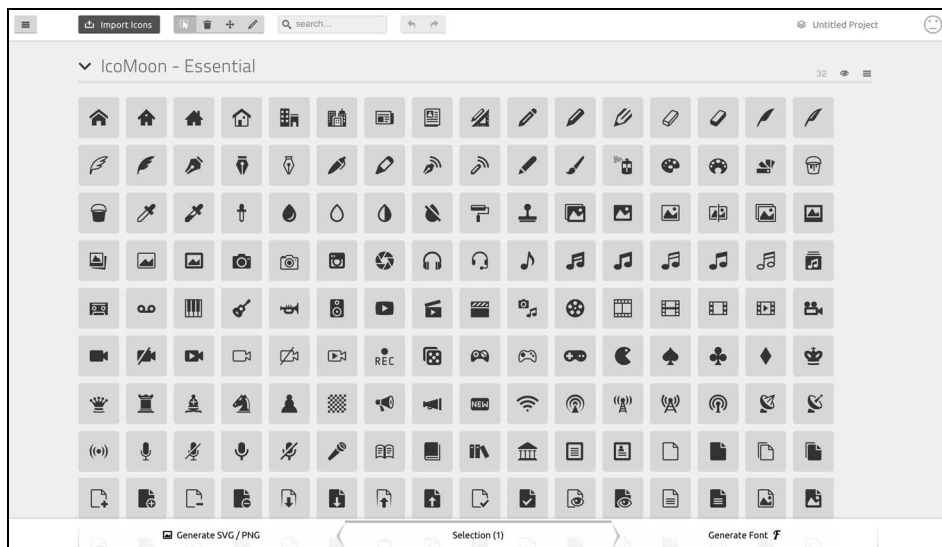 Import Icons
search...
Untitled Project
IcoMoon - Essential
32
REC
NEW
Generate SVG / PNG
Selection (1)
Generate Font